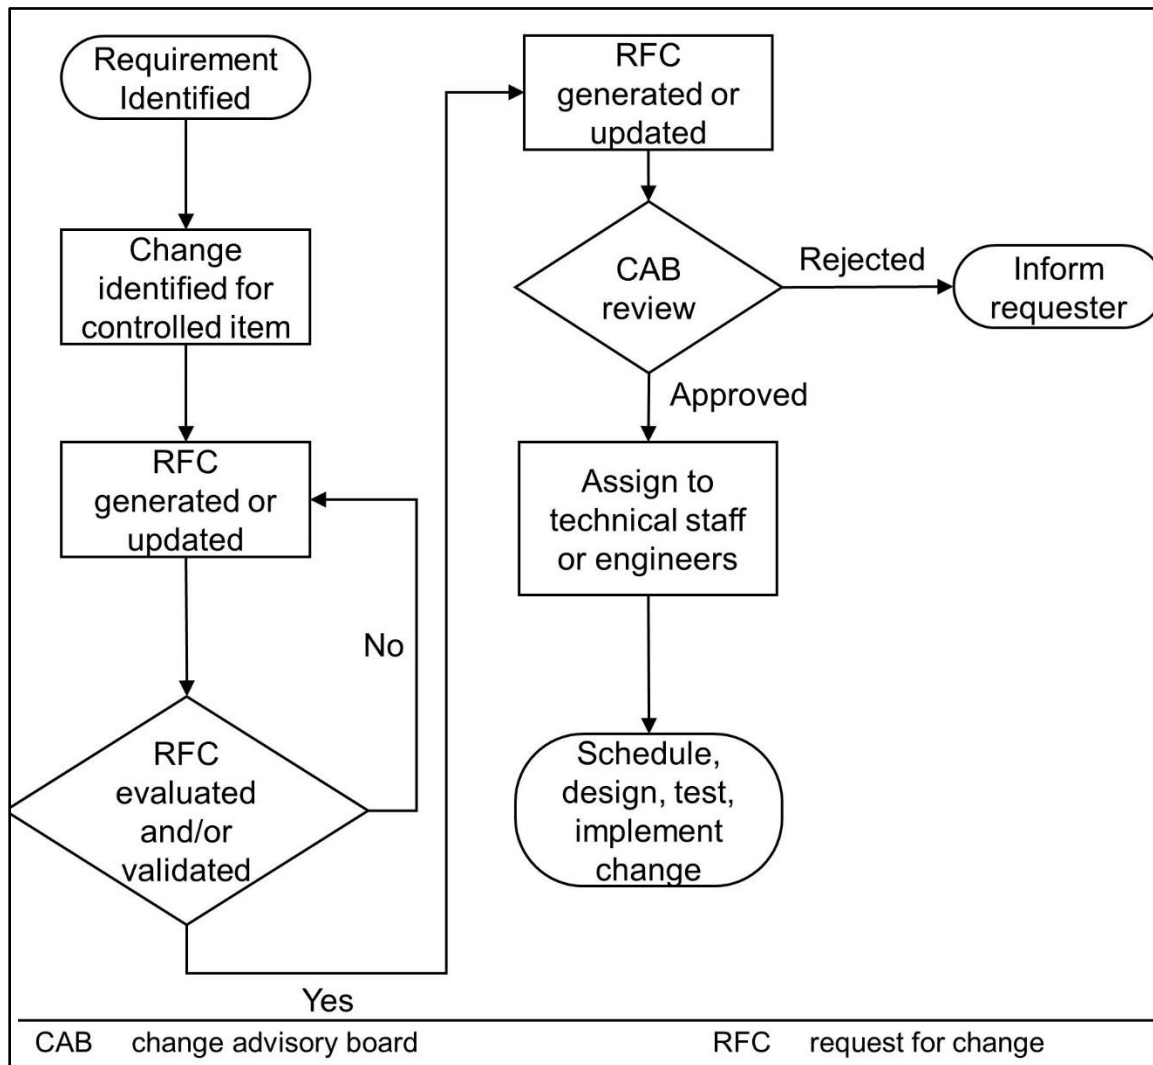 Requirement
Identified
Change
identified for
controlled item
RFC
generated or
updated
No
RFC
evaluated
and/or
validated
Yes
RFC
generated or
updated
CAB
review
Rejected
Inform
requester
Approved
Assign to
technical staff
or engineers
Schedule,
design, test,
implement
change
CAB change advisory board
RFC request for change